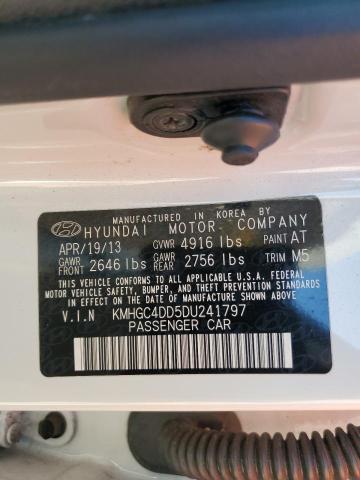 MANUFACTURED IN KOREA BY
HYUNDAI MOTOR COMPANY
APR/19/13 GVWR 4916 lbs PAINT AT
GAWR FRONT 2646 lbs GAWR REAR 2756 lbs TRIM M5
THIS VEHICLE CONFORMS TO ALL APPLICABLE U.S.A. FEDERAL
MOTOR VEHICLE SAFETY, BUMPER, AND THEFT PREVENTION STANDARDS
IN EFFECT ON THE DATE OF MANUFACTURE SHOWN ABOVE.
V.I.N KMHGC4DD5DU241797
PASSENGER CAR